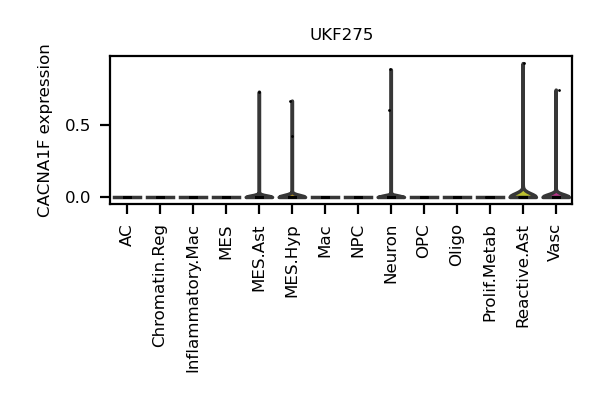 UKF275
CACNA1F expression
0.5
0.0
AC
Chromatin.Reg
Inflammatory.Mac
MES
MES.Ast
MES.Hyp
Mac
NPC
Neuron
OPC
Oligo
Prolif.Metab
Reactive.Ast
Vasc